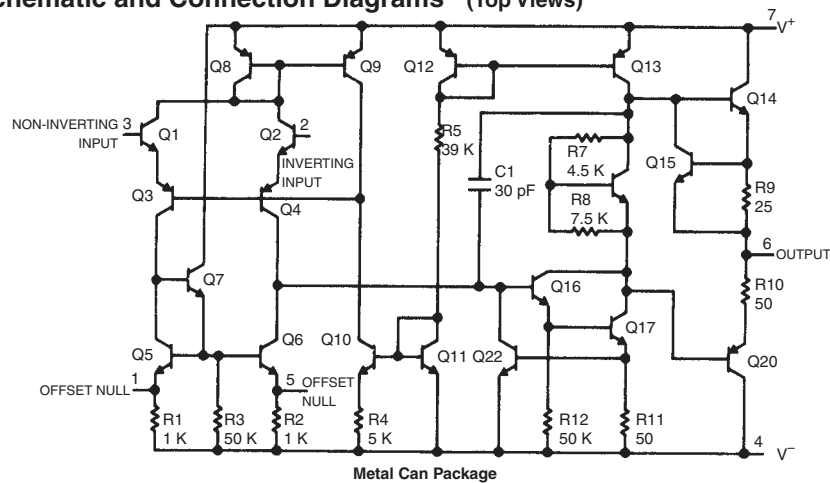 chematic and Connection Diagrams (Top Views)
7
V+
Q8
Q9
Q12
Q13
Q14
NON-INVERTING 3
INPUT
Q1
Q2
2
INVERTING
INPUT
R5
39 K
C1
30 pF
R7
4.5 K
R8
7.5 K
Q15
R9
25
Q3
Q4
6
OUTPUT
Q7
Q16
R10
50
Q5
Q6
Q10
Q11
Q22
Q17
Q20
OFFSET NULL
1
5
OFFSET
NULL
R1
1 K
R3
50 K
R2
1 K
R4
5 K
R12
50 K
R11
50
4
V−
Metal Can Package